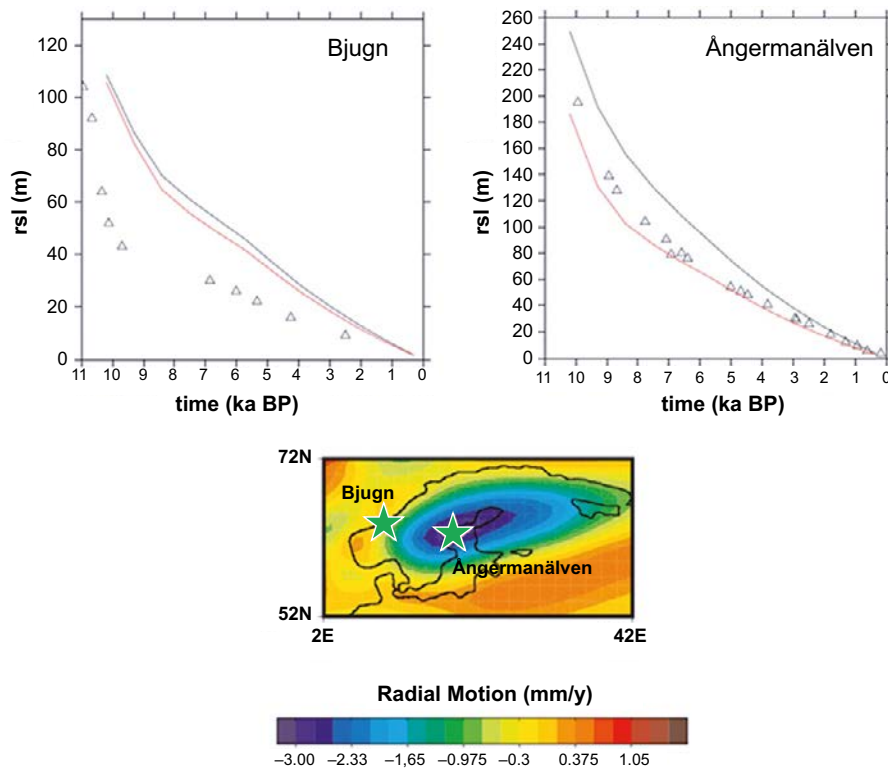 Bjugn
120
100
80
60
40
20
0
rsl (m)
11 10 9 8 7 6 5 4 3 2 1 0
time (ka BP)
Ångermanälven
260
240
220
200
180
160
140
120
100
80
60
40
20
0
rsl (m)
11 10 9 8 7 6 5 4 3 2 1 0
time (ka BP)
72N
Bjugn
Ångermanälven
52N
2E 42E
Radial Motion (mm/y)
–3.00 –2.33 –1,65 –0.975 –0.3 0.375 1.05